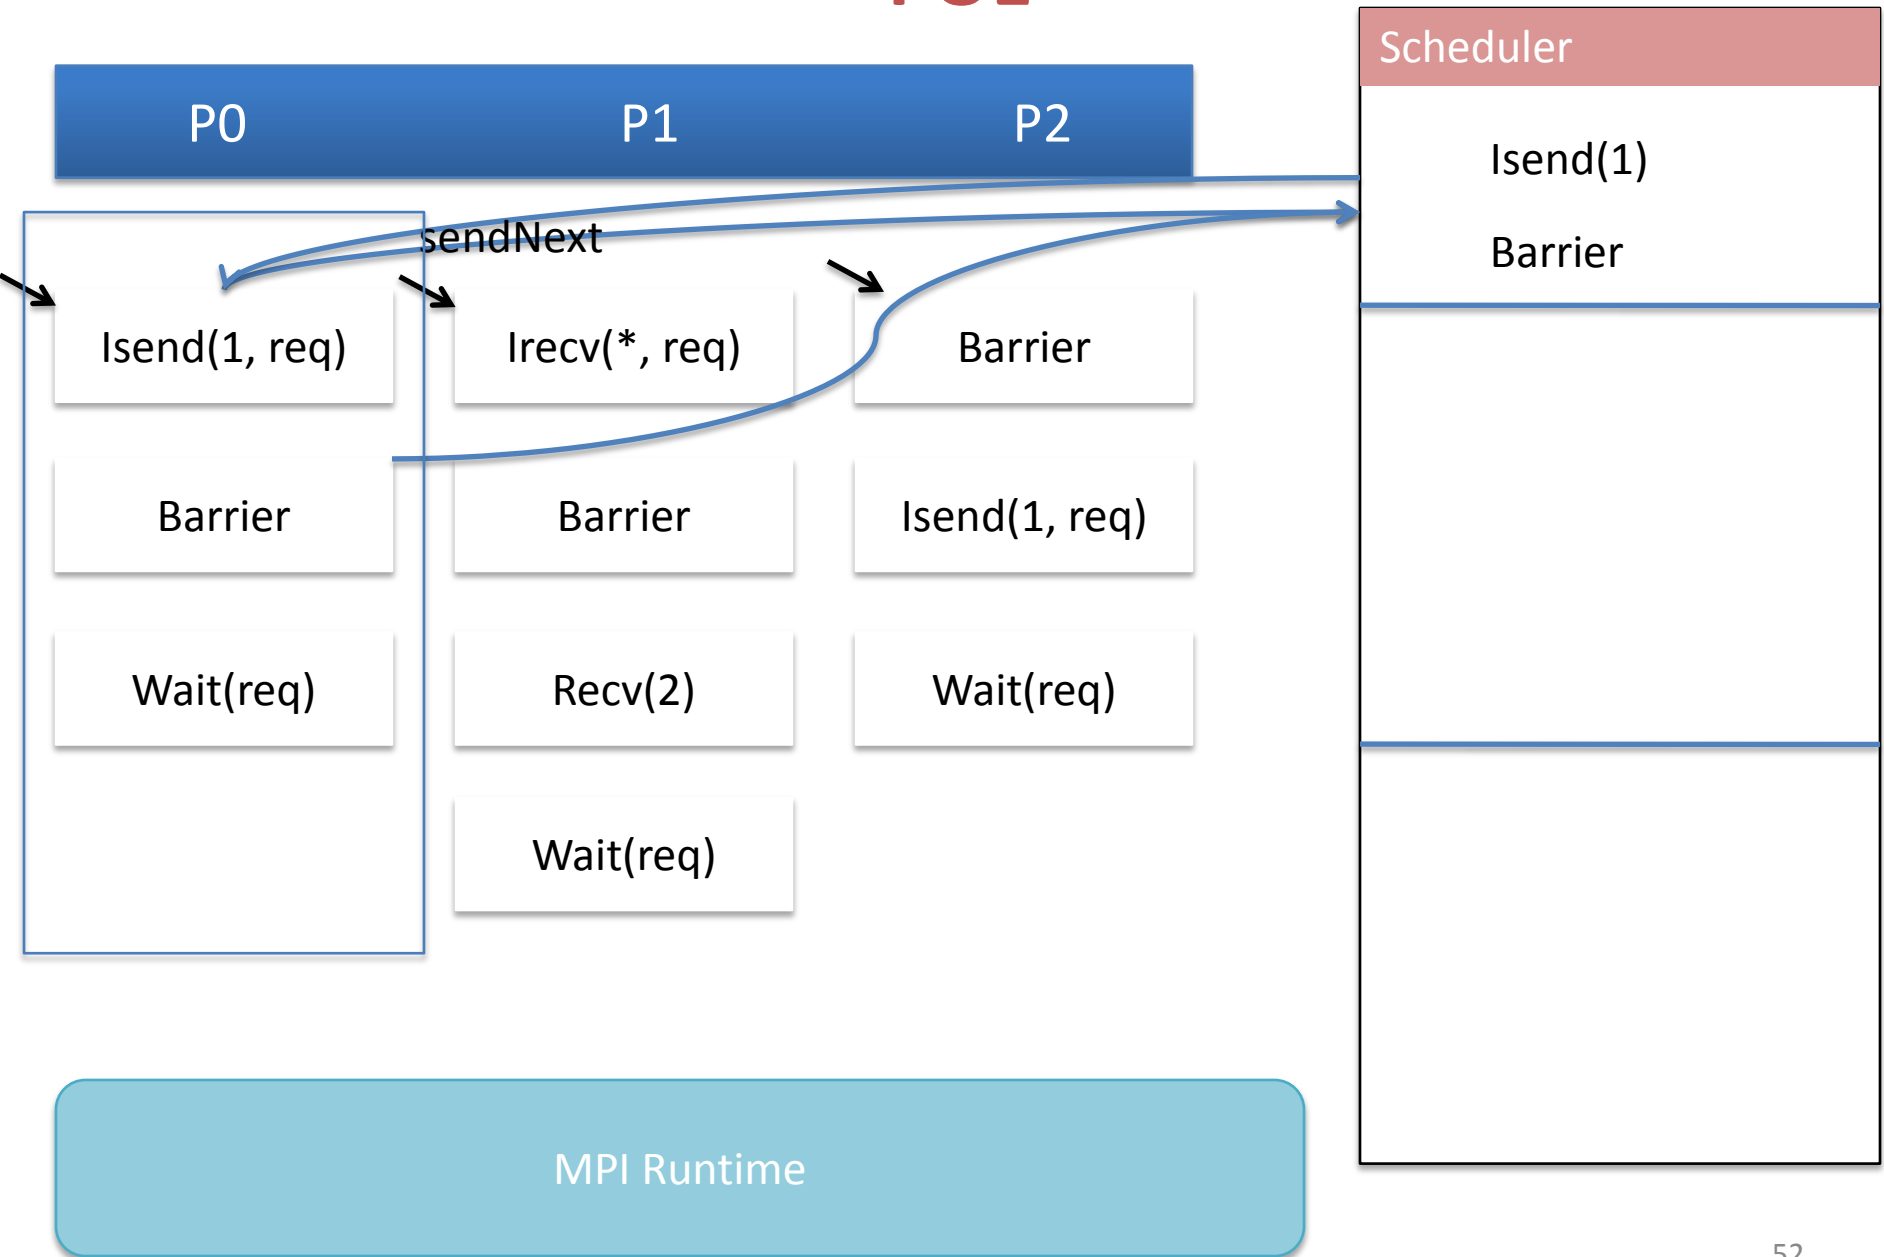 Scheduler
P0 P1 P2
Isend(1)
sendNext
Barrier
Isend(1, req) Irecv(*, req) Barrier
Barrier Barrier Isend(1, req)
Wait(req) Recv(2) Wait(req)
Wait(req)
MPI Runtime
52